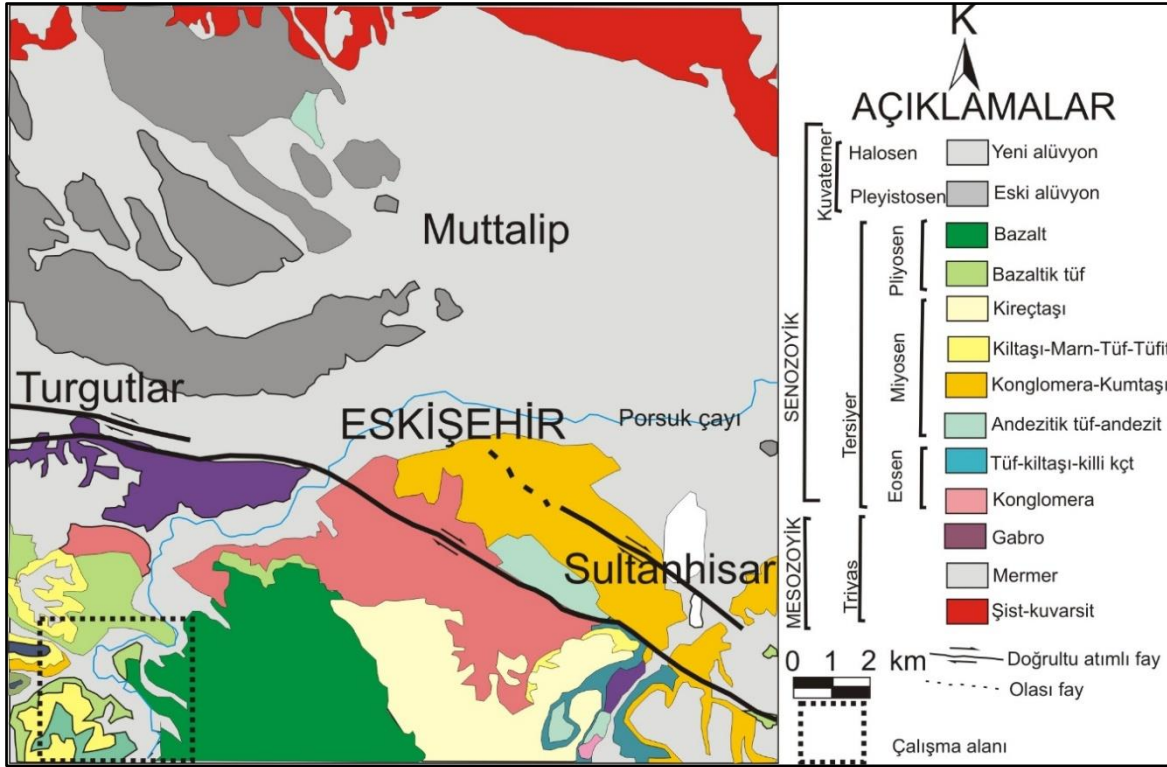 Muttalip
Turgutlar
ESKİŞEHİR
Porsuk çayı
Sultanhisar
K
AÇIKLAMALAR
SENOZOYİK
Kuvaterner
Halosen
Yeni alüvyon
Pleyistosen
Eski alüvyon
Tersiyer
Pliyosen
Bazalt
Bazaltik tüf
Miyosen
Kireçtaşı
Kiltaşı-Marn-Tüf-Tüfit
Konglomera-Kumtaşı
Andezitik tüf-andezit
Eosen
Tüf-kiltaşı-killi kçt
Konglomera
MESOZOYİK
Triyas
Gabro
Mermer
Şist-kuvarsit
0 1 2 km
Doğrultu atımlı fay
Olası fay
Çalışma alanı